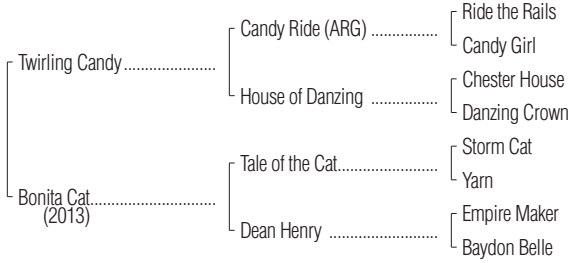 Ride the Rails
Candy Ride (ARG) ................
Candy Girl
Twirling Candy......................
Chester House
House of Danzing ................
Danzing Crown
Storm Cat
Tale of the Cat........................
Yarn
Bonita Cat..............................
(2013)
Empire Maker
Dean Henry ..........................
Baydon Belle